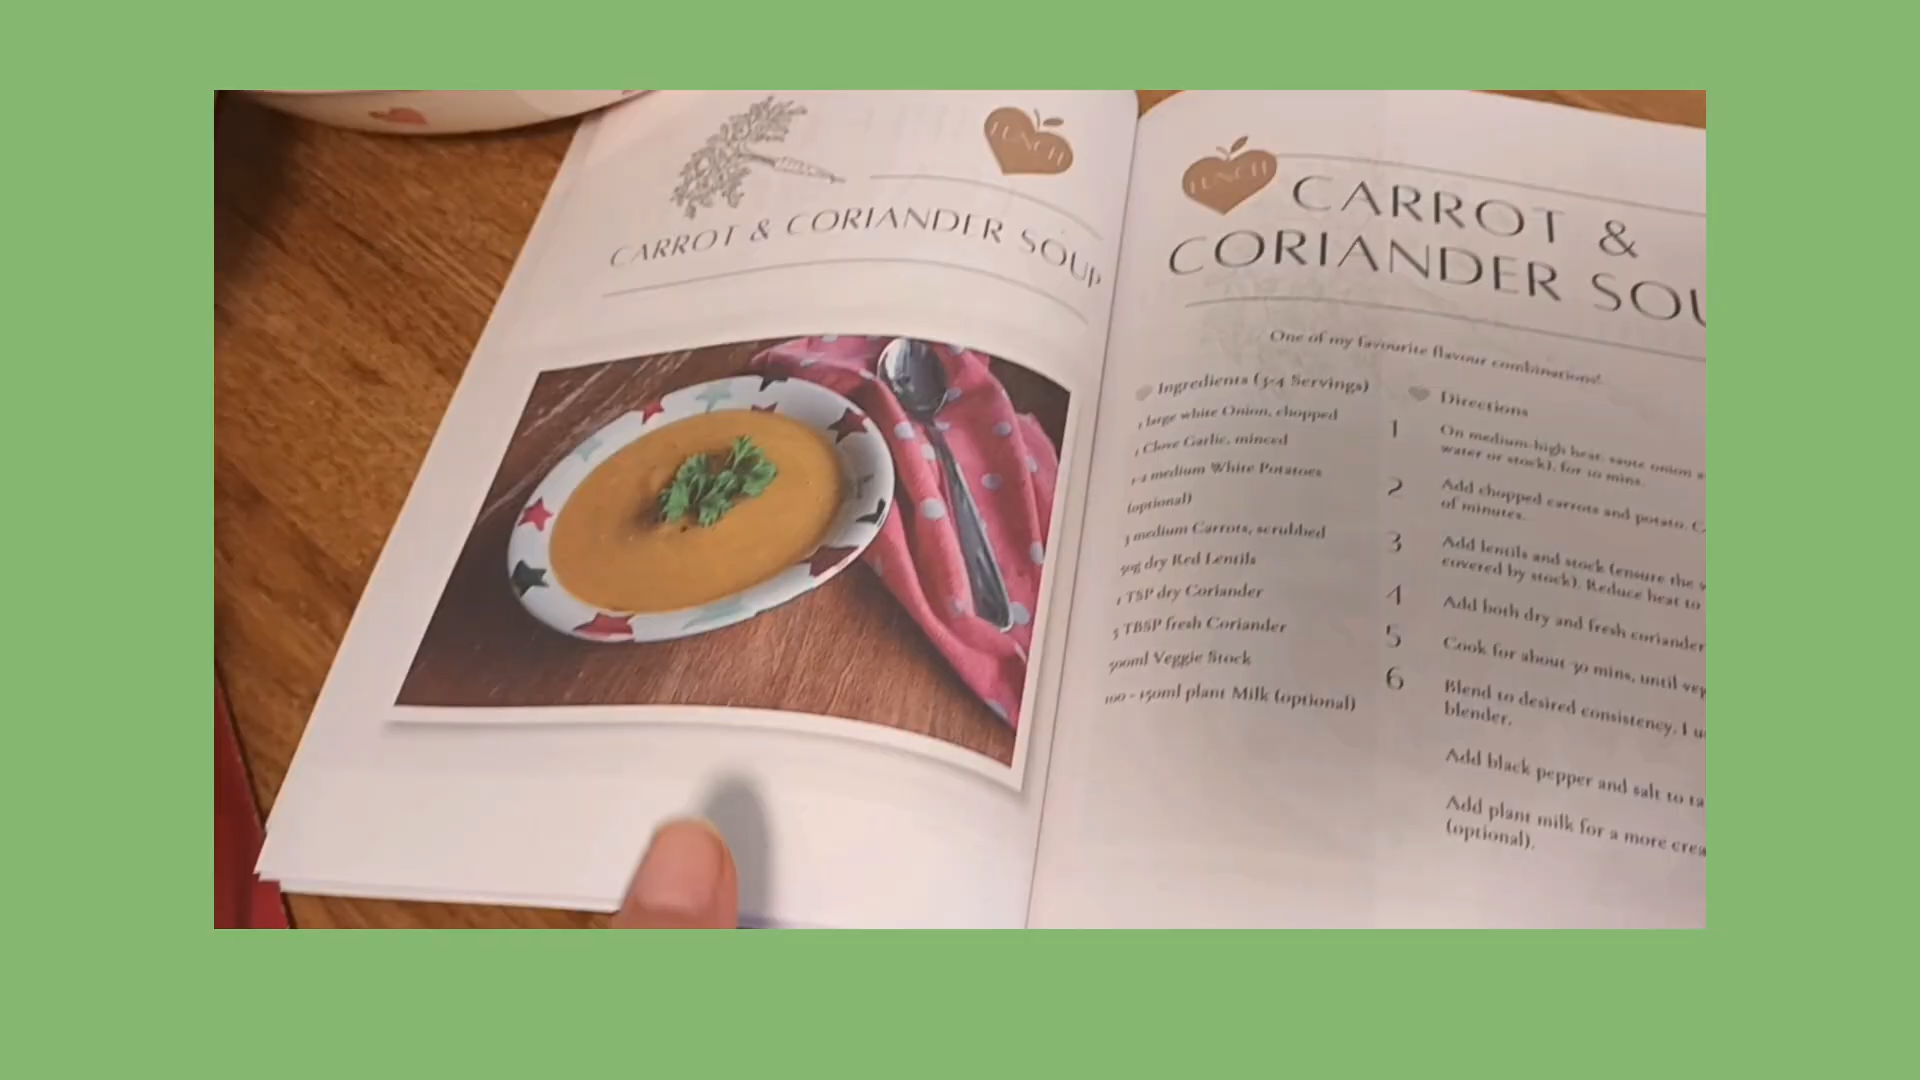 LUNCH
CARROT & CORIANDER SOUP
LUNCH
CARROT &
CORIANDER SOU
One of my favourite flavour combinations!
Ingredients (3-4 Servings)
1 large white Onion, chopped
1 Clove Garlic, minced
1-2 medium White Potatoes
(optional)
3 medium Carrots, scrubbed
50g dry Red Lentils
1 TSP dry Coriander
5 TBSP fresh Coriander
500ml Veggie Stock
100 - 150ml plant Milk (optional)
Directions
1 On medium-high heat, saute onion
water or stock), for 10 mins.
2 Add chopped carrots and potato. C
of minutes.
3 Add lentils and stock (ensure the
covered by stock). Reduce heat to
4 Add both dry and fresh coriander
5 Cook for about 30 mins, until veg
6 Blend to desired consistency, I u
blender.
Add black pepper and salt to ta
Add plant milk for a more crea
(optional).